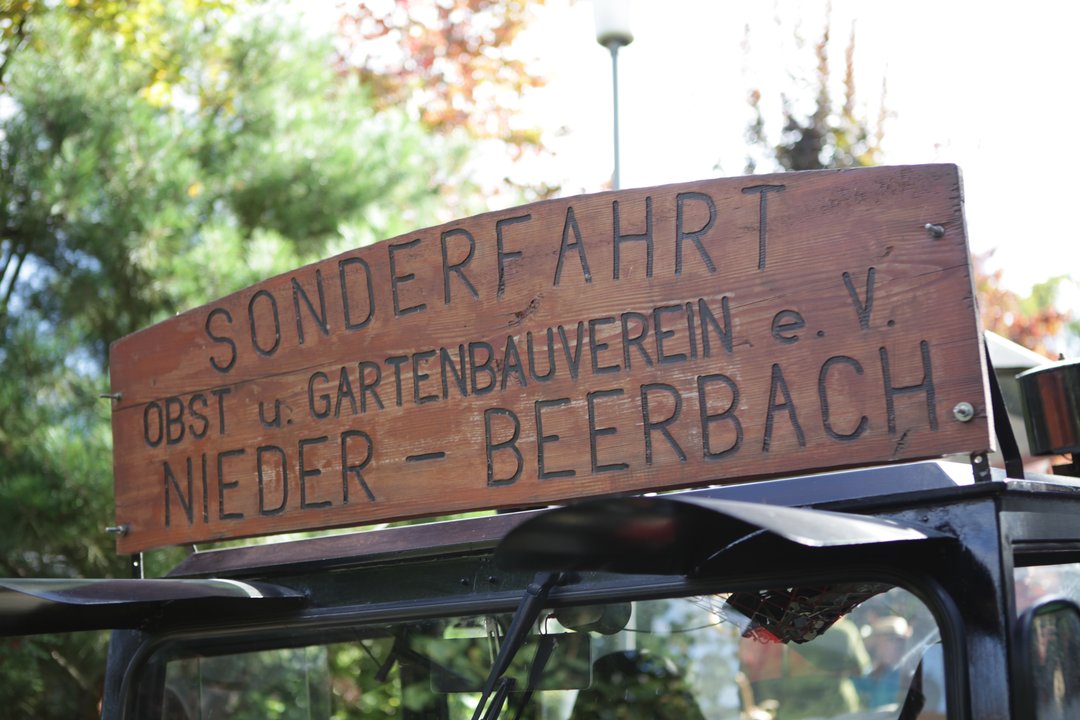 SONDERFAHRT
OBST u. GARTENBAUVEREIN e. V.
NIEDER - BEERBACH